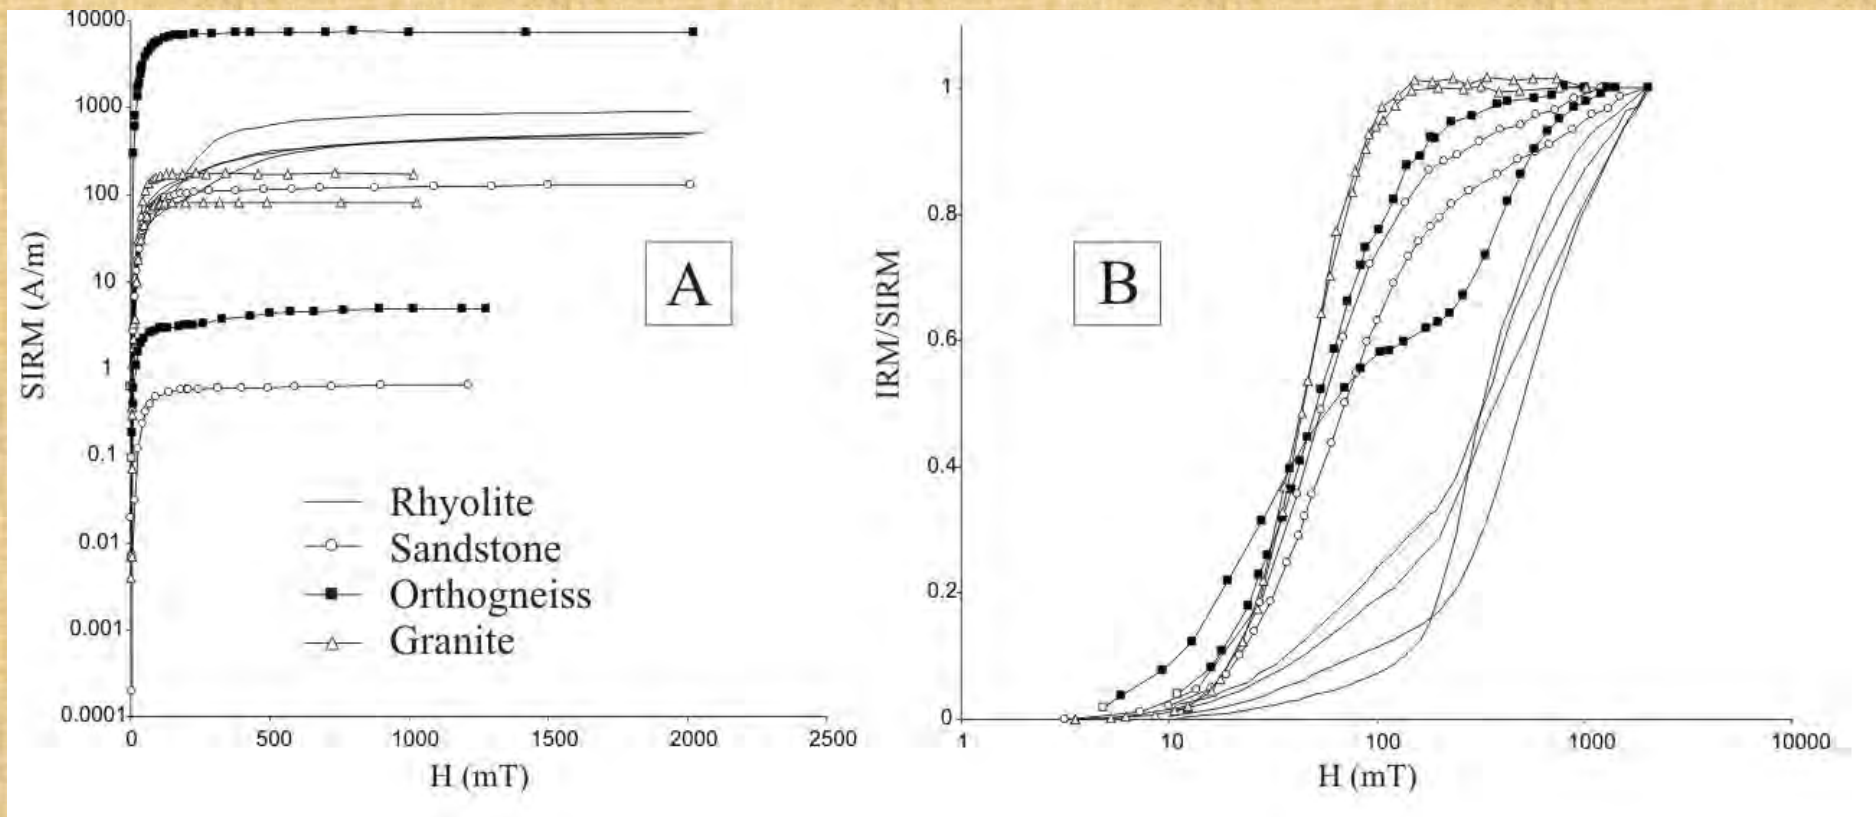 10000
1000
100
10
1
0.1
0.01
0.001
0.0001
SIRM (A/m)
0 500 1000 1500 2000 2500
H (mT)
A
Rhyolite
Sandstone
Orthogneiss
Granite
1
0.8
0.6
0.4
0.2
0
IRM/SIRM
1 10 100 1000 10000
H (mT)
B